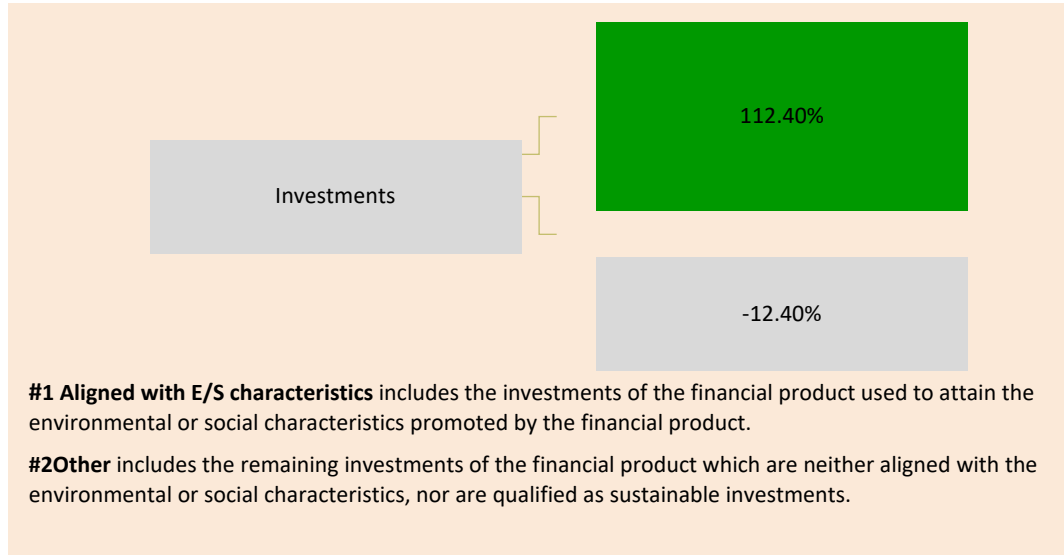 112.40%
Investments
-12.40%
#1 Aligned with E/S characteristics includes the investments of the financial product used to attain the
environmental or social characteristics promoted by the financial product.
#2Other includes the remaining investments of the financial product which are neither aligned with the
environmental or social characteristics, nor are qualified as sustainable investments.